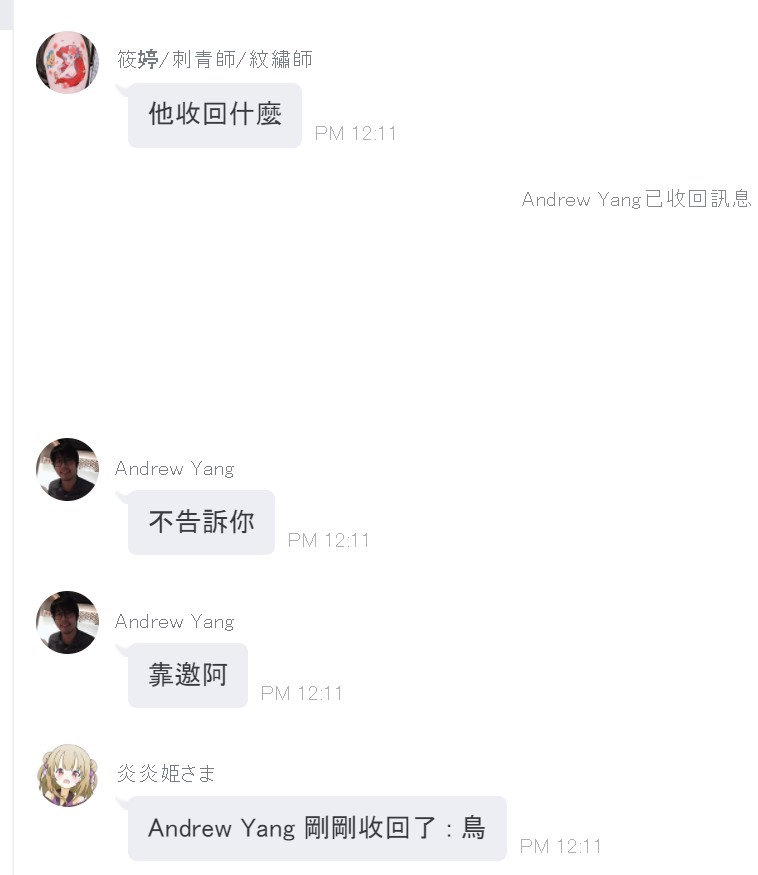 筱婷/刺青師/紋繡師
他收回什麼
PM 12:11
Andrew Yang已收回訊息
Andrew Yang
不告訴你
PM 12:11
Andrew Yang
靠邀阿
PM 12:11
炎炎姫さま
Andrew Yang 剛剛收回了 : 鳥
PM 12:11